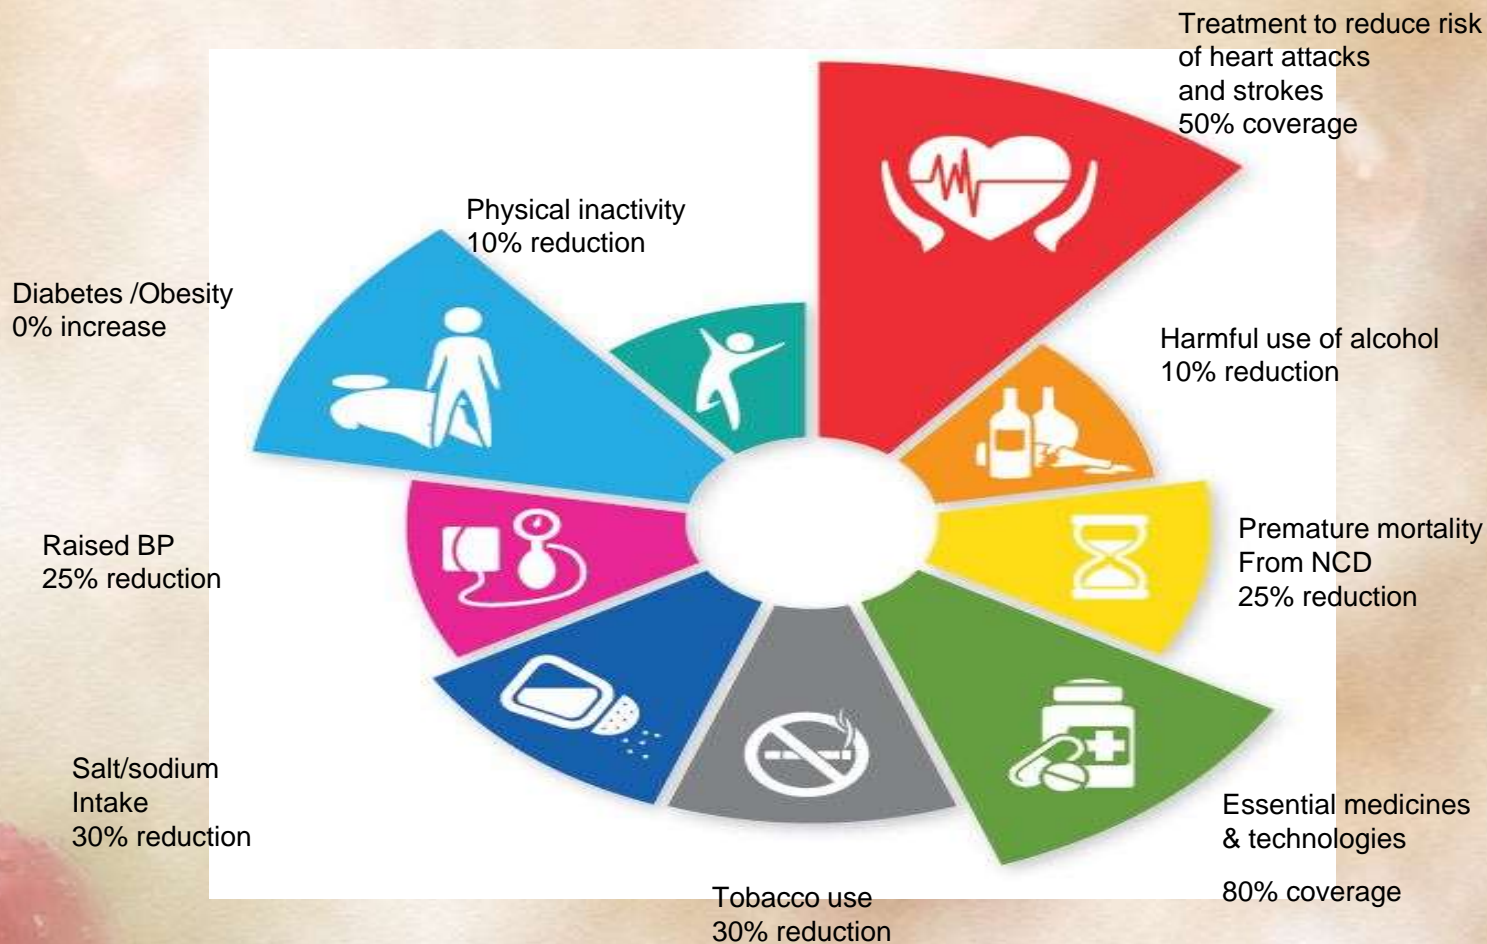 Treatment to reduce risk
of heart attacks
and strokes
50% coverage
Physical inactivity
10% reduction
Diabetes /Obesity
0% increase
Harmful use of alcohol
10% reduction
Raised BP
25% reduction
Premature mortality
From NCD
25% reduction
Salt/sodium
Intake
30% reduction
Essential medicines
& technologies
80% coverage
Tobacco use
30% reduction